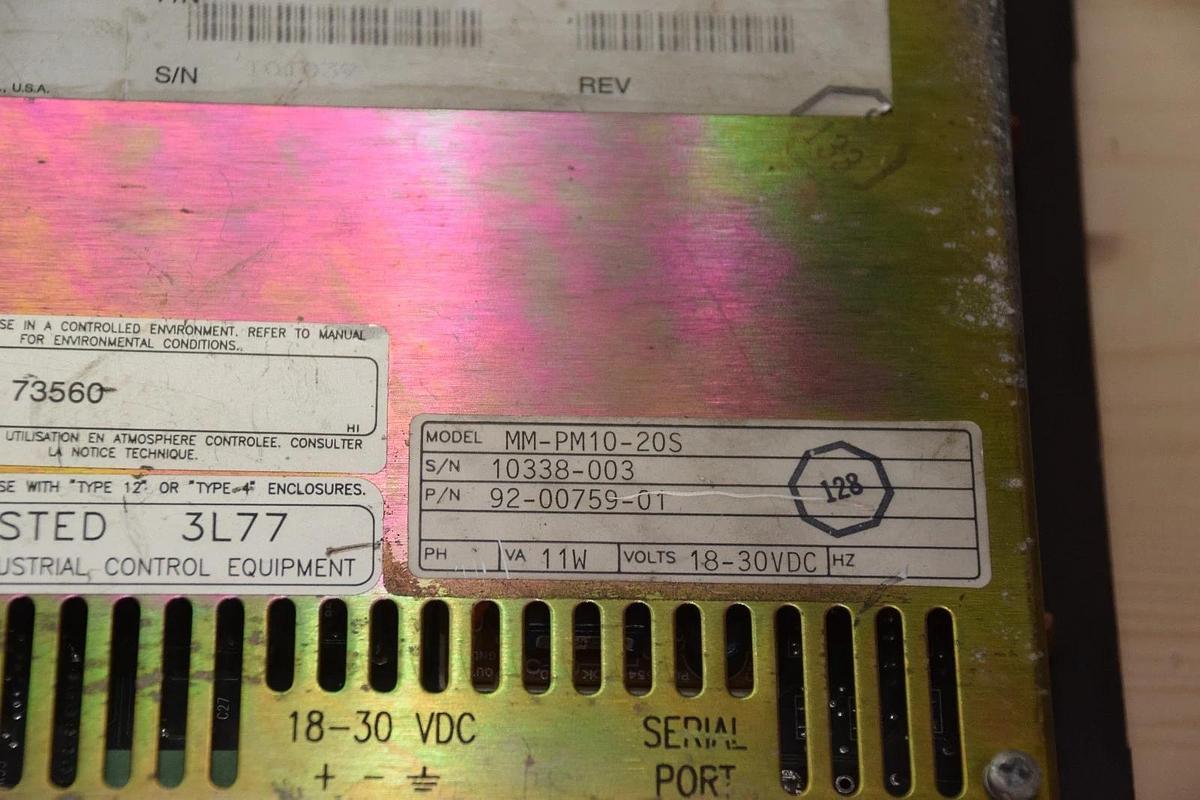 , U.S.A.
S/N 101039
REV
SE IN A CONTROLLED ENVIRONMENT. REFER TO MANUAL
FOR ENVIRONMENTAL CONDITIONS.
73560
HI
UTILISATION EN ATMOSPHERE CONTROLEE. CONSULTER
LA NOTICE TECHNIQUE.
SE WITH "TYPE 12" OR "TYPE 4" ENCLOSURES.
STED 3L77
USTRIAL CONTROL EQUIPMENT
MODEL MM-PM10-20S
S/N 10338-003
P/N 92-00759-01
128
PH VA 11W VOLTS 18-30VDC HZ
C27
18-30 VDC
+ -
SERIAL
PORT